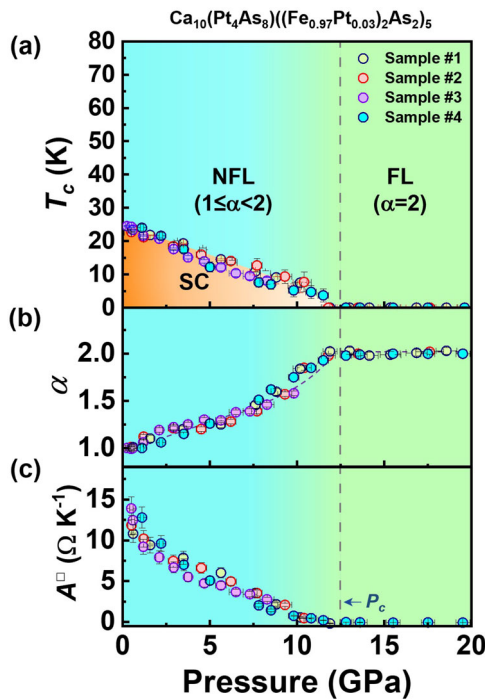 Ca₁₀(Pt₄As₈)((Fe₀.₉₇Pt₀.₀₃)₂As₂)₅
(a)
80
70
60
50
40
30
20
10
0
T_c (K)
Sample #1
Sample #2
Sample #3
Sample #4
NFL
(1≤α<2)
FL
(α=2)
SC
(b)
2.0
1.5
1.0
α
(c)
15
10
5
0
A□ (Ω K⁻¹)
P_c
0 5 10 15 20
Pressure (GPa)